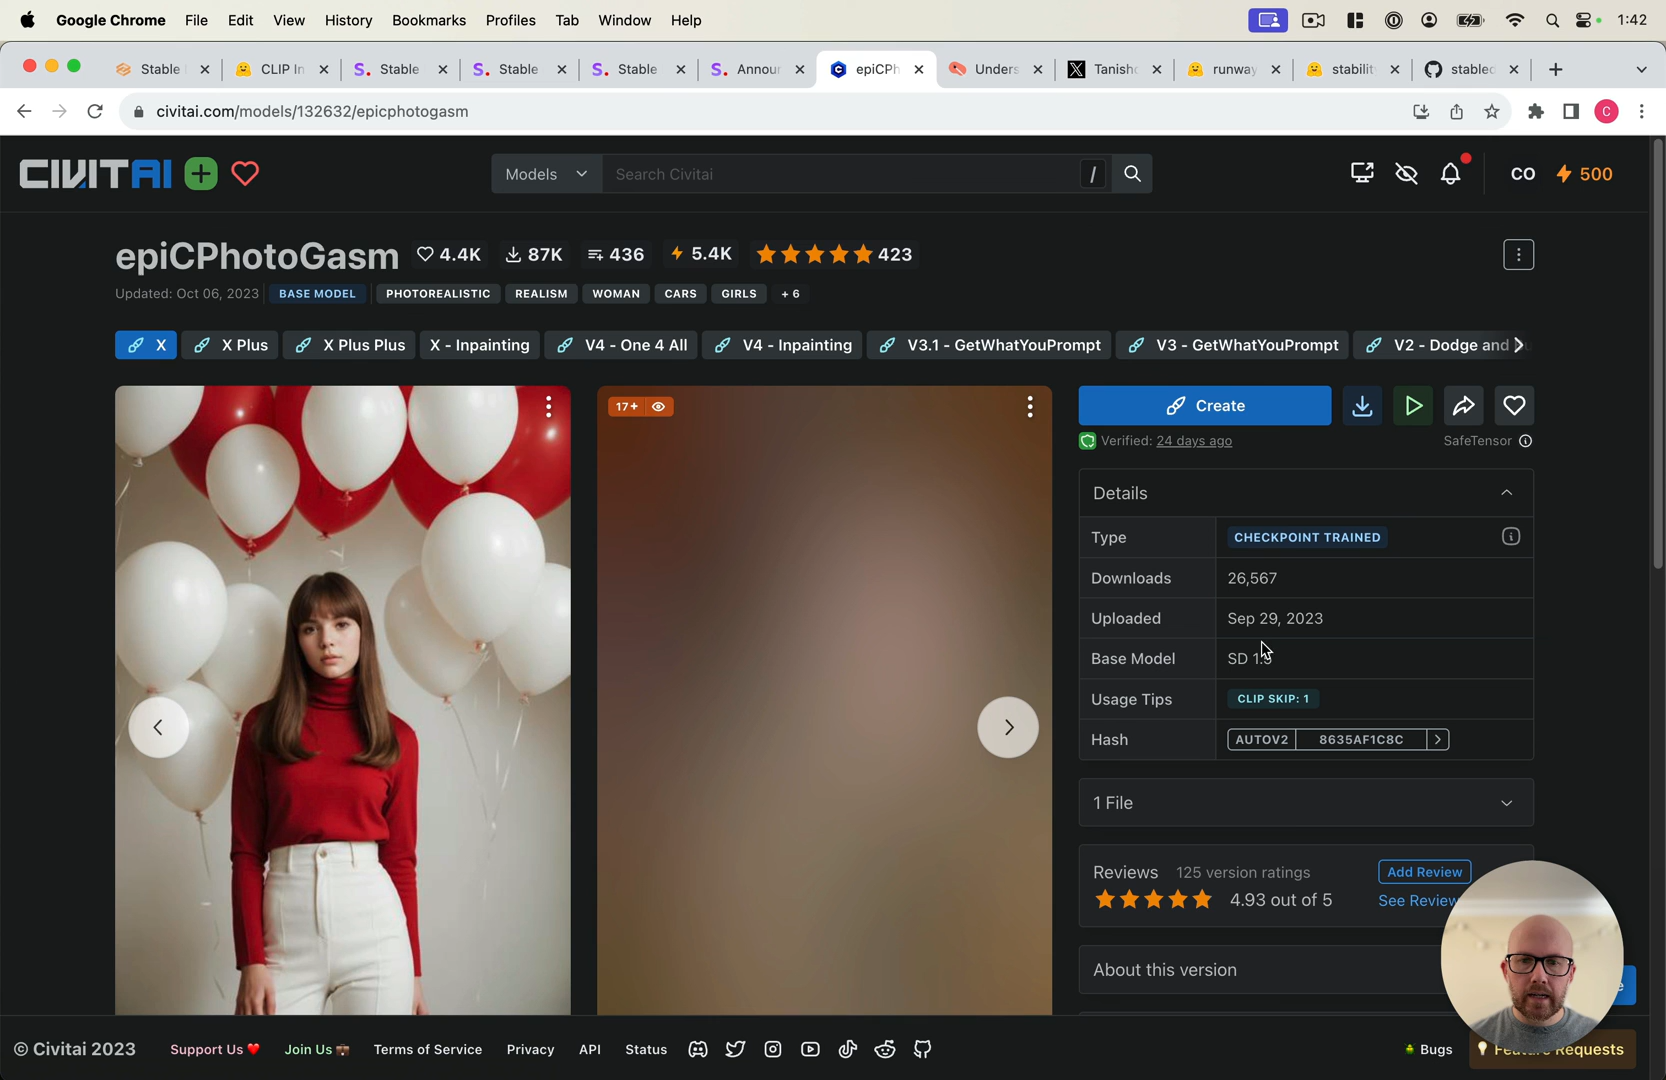 Google Chrome File Edit View History Bookmarks Profiles Tab Window Help 1:42
Stable CLIP In Stable Stable Stable Annour epiCPh Unders Tanish runway stabilit stabled
civitai.com/models/132632/epicphotogasm C
CIVITAI Models Search Civitai / CO 500
epiCPhotoGasm 4.4K 87K 436 5.4K 423
Updated: Oct 06, 2023 BASE MODEL PHOTOREALISTIC REALISM WOMAN CARS GIRLS + 6
X X Plus X Plus Plus X - Inpainting V4 - One 4 All V4 - Inpainting V3.1 - GetWhatYouPrompt V3 - GetWhatYouPrompt V2 - Dodge and
17+ Create
Verified: 24 days ago SafeTensor
Details
Type CHECKPOINT TRAINED
Downloads 26,567
Uploaded Sep 29, 2023
Base Model SD 1.5
Usage Tips CLIP SKIP: 1
Hash AUTOV2 8635AF1C8C
1 File
Reviews 125 version ratings Add Review
4.93 out of 5 See Review
About this version
© Civitai 2023 Support Us Join Us Terms of Service Privacy API Status Bugs Feature Requests